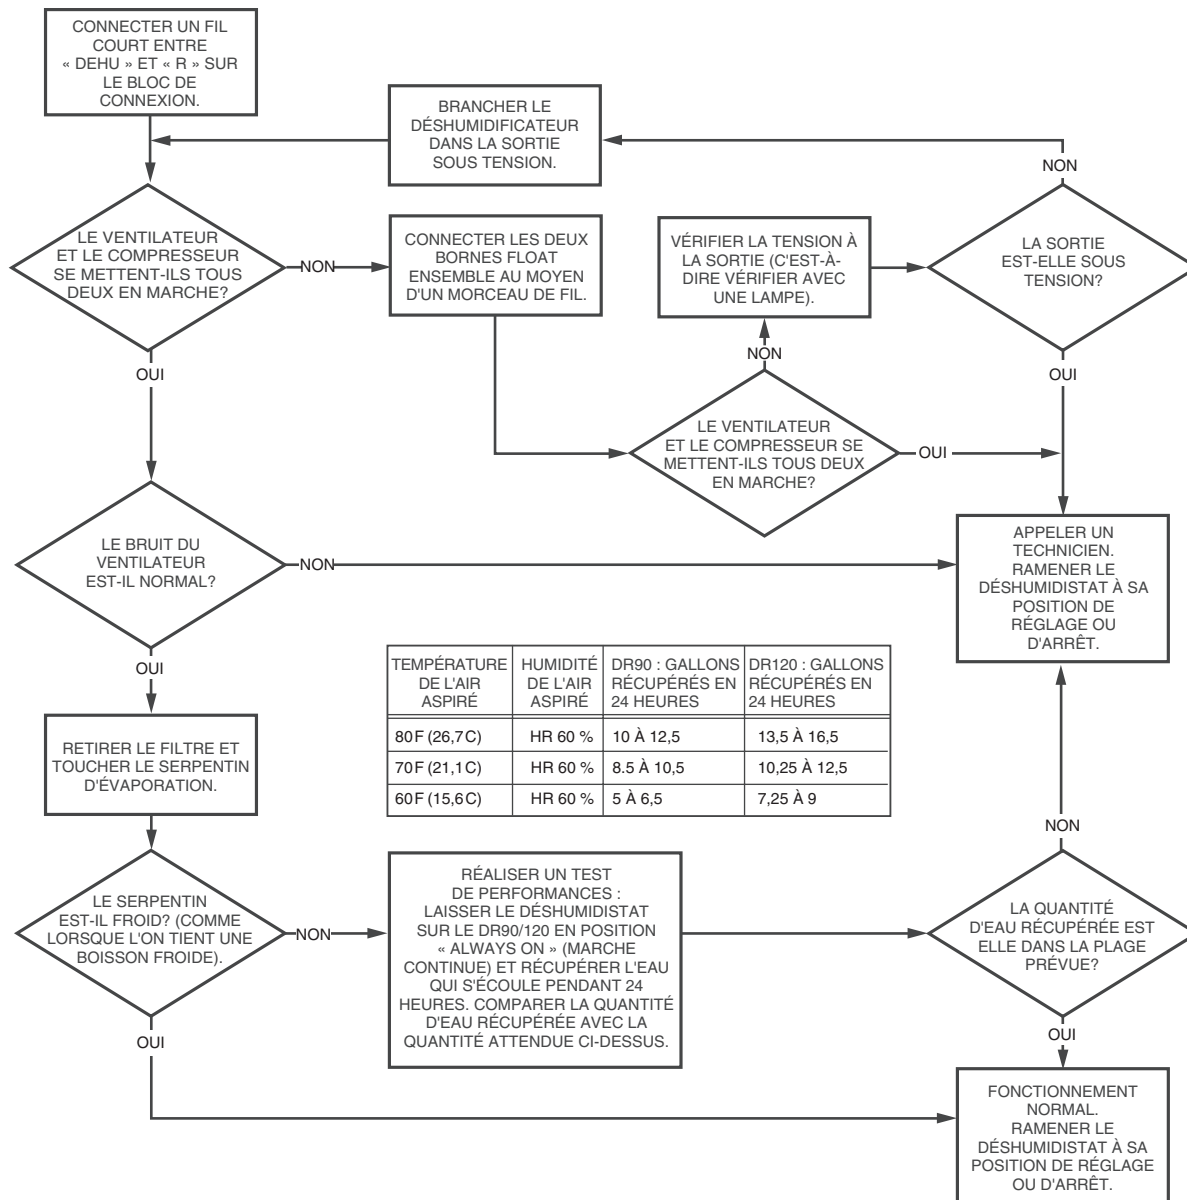 CONNECTER UN FIL
COURT ENTRE
« DEHU » ET « R » SUR
LE BLOC DE
CONNEXION.
BRANCHER LE
DÉSHUMIDIFICATEUR
DANS LA SORTIE
SOUS TENSION.
NON
LE VENTILATEUR
ET LE COMPRESSEUR
SE METTENT-ILS TOUS
DEUX EN MARCHE?
NON
CONNECTER LES DEUX
BORNES FLOAT
ENSEMBLE AU MOYEN
D'UN MORCEAU DE FIL.
VÉRIFIER LA TENSION À
LA SORTIE (C'EST-À-
DIRE VÉRIFIER AVEC
UNE LAMPE).
LA SORTIE
EST-ELLE SOUS
TENSION?
NON
OUI
OUI
LE VENTILATEUR
ET LE COMPRESSEUR SE
METTENT-ILS TOUS DEUX
EN MARCHE?
OUI
LE BRUIT DU
VENTILATEUR
EST-IL NORMAL?
NON
APPELER UN
TECHNICIEN.
RAMENER LE
DÉSHUMIDISTAT À SA
POSITION DE
RÉGLAGE OU
D'ARRÊT.
OUI
TEMPÉRATURE HUMIDITÉ DR90 : GALLONS DR120 : GALLONS
DE L'AIR DE L'AIR RÉCUPÉRÉS EN RÉCUPÉRÉS EN
ASPIRÉ ASPIRÉ 24 HEURES 24 HEURES
80F (26,7C) HR 60 % 10 À 12,5 13,5 À 16,5
70F (21,1C) HR 60 % 8.5 À 10,5 10,25 À 12,5
60F (15,6C) HR 60 % 5 À 6,5 7,25 À 9
RETIRER LE FILTRE ET
TOUCHER LE SERPENTIN
D'ÉVAPORATION.
NON
LE SERPENTIN
EST-IL FROID? (COMME
LORSQUE L'ON TIENT UNE
BOISSON FROIDE).
NON
RÉALISER UN TEST
DE PERFORMANCES :
LAISSER LE DÉSHUMIDISTAT
SUR LE DR90/120 EN POSITION
« ALWAYS ON » (MARCHE
CONTINUE) ET RÉCUPÉRER L'EAU
QUI S'ÉCOULE PENDANT 24
HEURES. COMPARER LA QUANTITÉ
D'EAU RÉCUPÉRÉE AVEC LA
QUANTITÉ ATTENDUE CI-DESSUS.
LA QUANTITÉ
D'EAU RÉCUPÉRÉE EST
ELLE DANS LA PLAGE
PRÉVUE?
OUI
OUI
FONCTIONNEMENT
NORMAL.
RAMENER LE
DÉSHUMIDISTAT À SA
POSITION DE RÉGLAGE
OU D'ARRÊT.